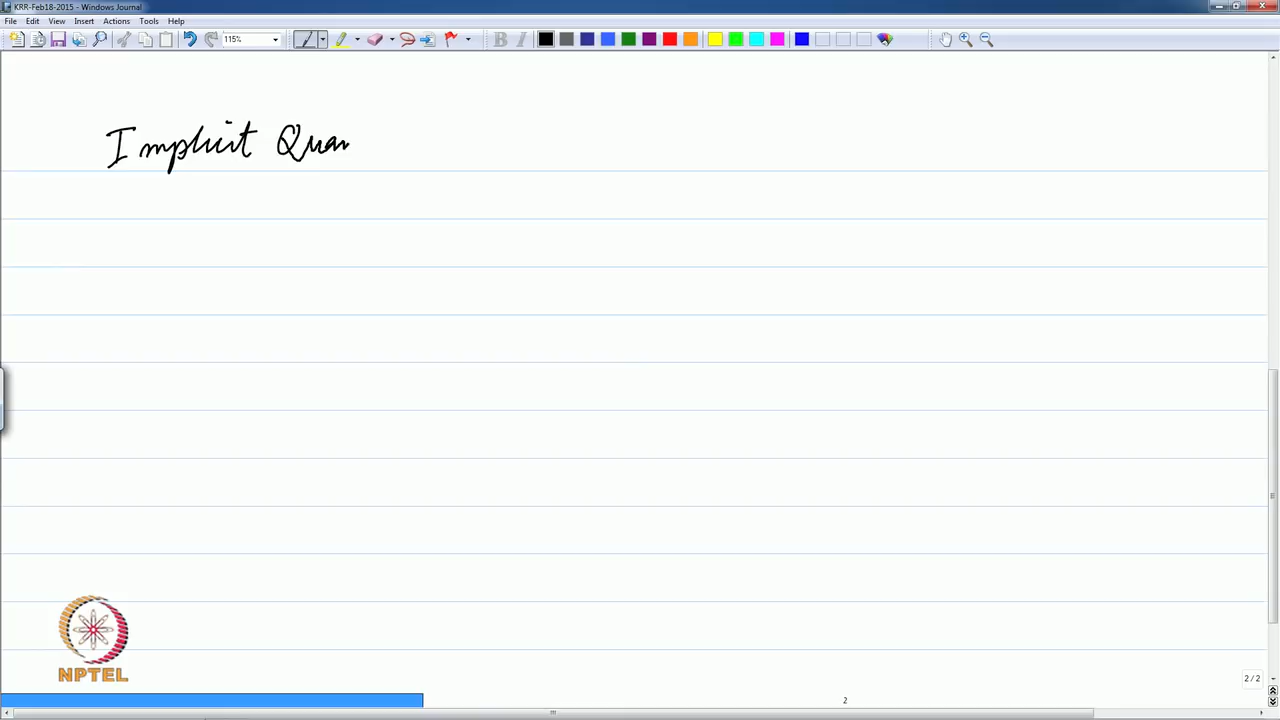 KRR-Feb18-2015 - Windows Journal
File Edit View Insert Actions Tools Help
115%
B I
Implicit Quan
NPTEL
2 / 2
2